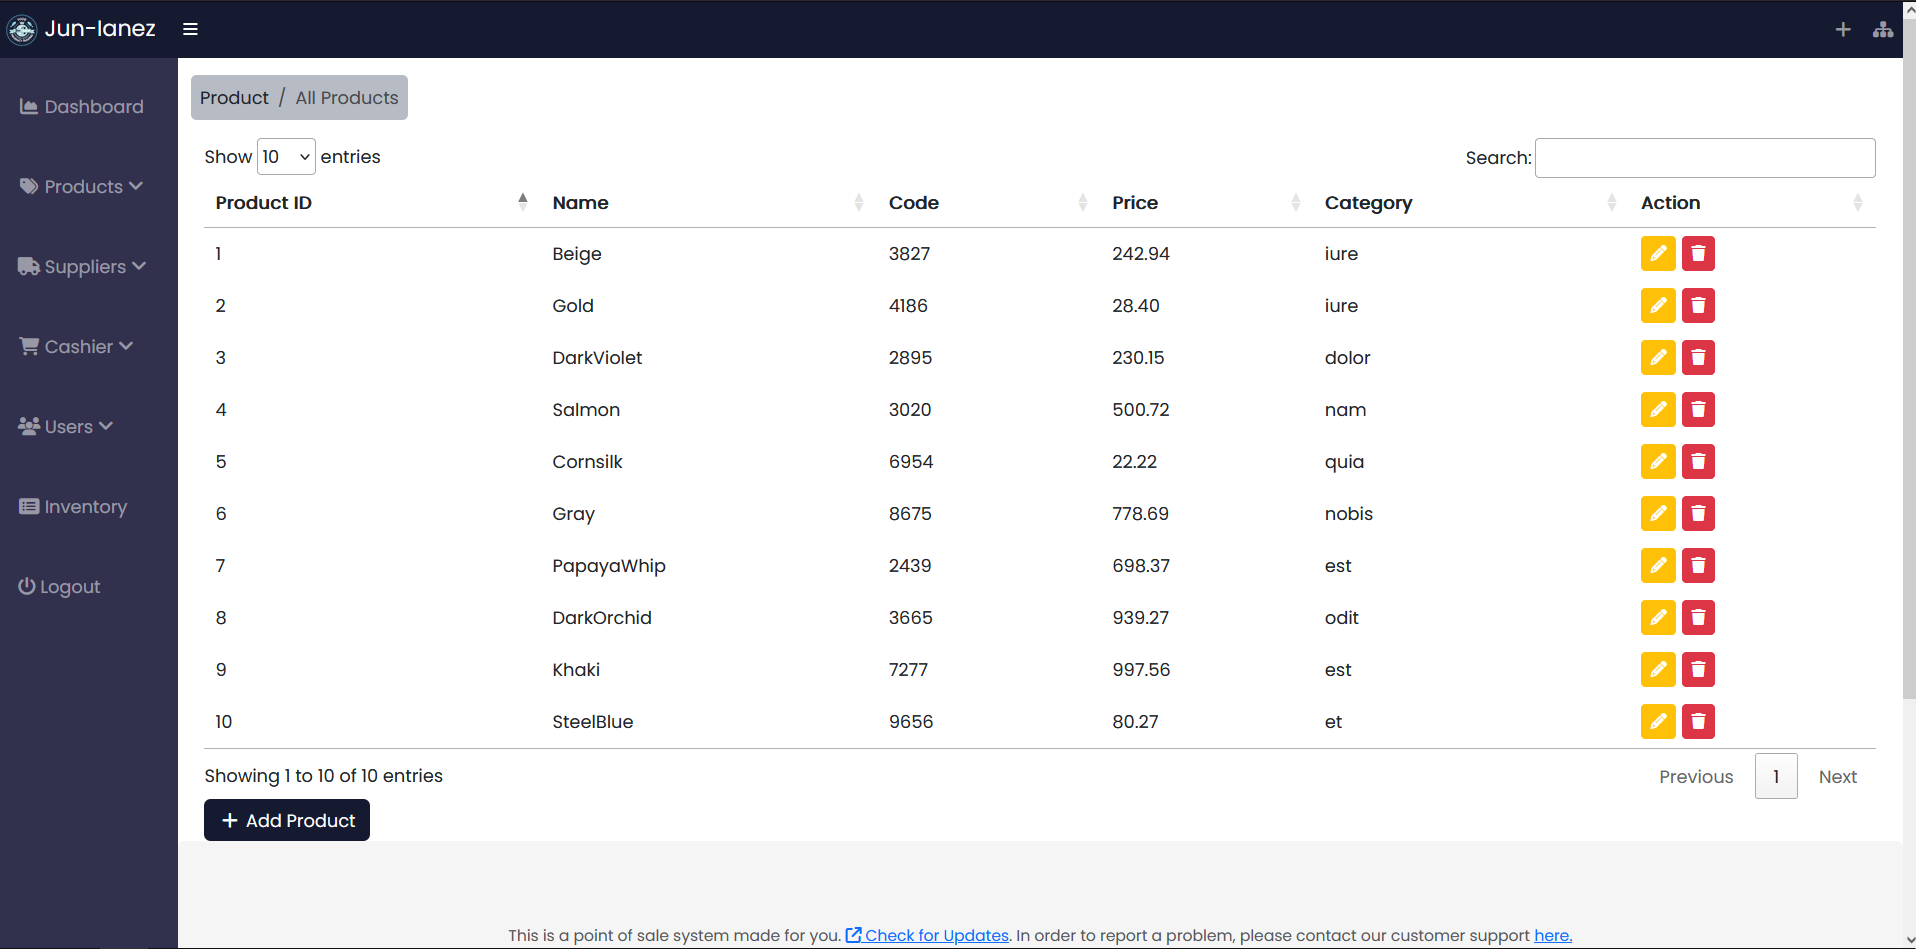 Jun-Ianez
Dashboard
Products
Suppliers
Cashier
Users
Inventory
Logout
Product / All Products
Show 10 entries
Search:
Product ID Name Code Price Category Action
1 Beige 3827 242.94 iure
2 Gold 4186 28.40 iure
3 DarkViolet 2895 230.15 dolor
4 Salmon 3020 500.72 nam
5 Cornsilk 6954 22.22 quia
6 Gray 8675 778.69 nobis
7 PapayaWhip 2439 698.37 est
8 DarkOrchid 3665 939.27 odit
9 Khaki 7277 997.56 est
10 SteelBlue 9656 80.27 et
Showing 1 to 10 of 10 entries
Previous 1 Next
+ Add Product
This is a point of sale system made for you. Check for Updates. In order to report a problem, please contact our customer support here.